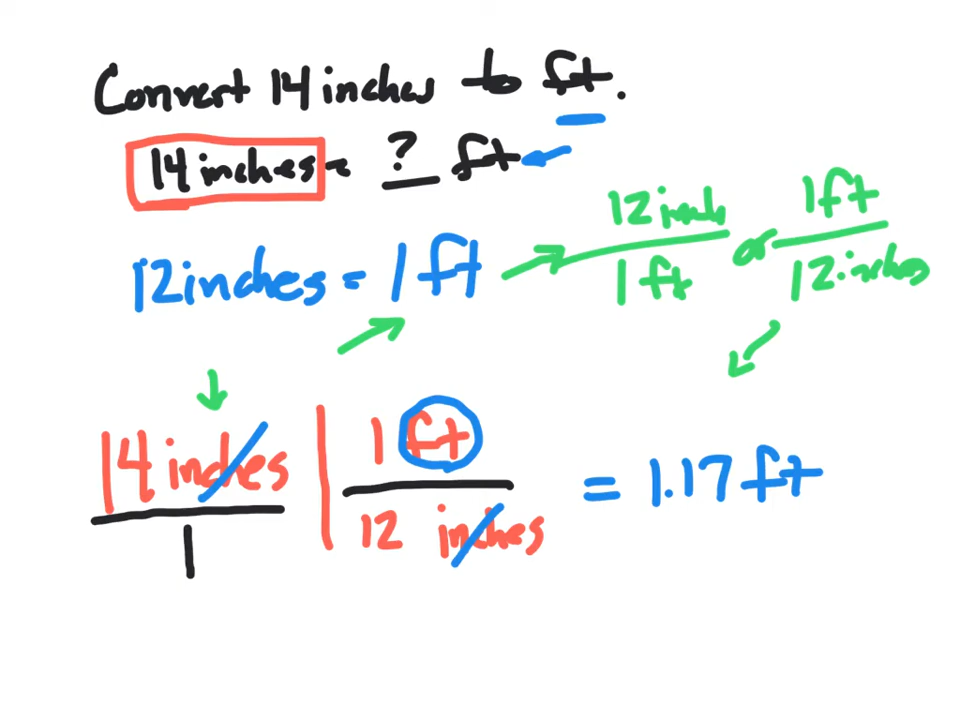 Convert 14 inches to ft.
14 inches = ? ft
12 inches = 1 ft
12 inch
1 ft
or
1 ft
12 inches
14 inches
1
1 ft
12 inches
= 1.17 ft